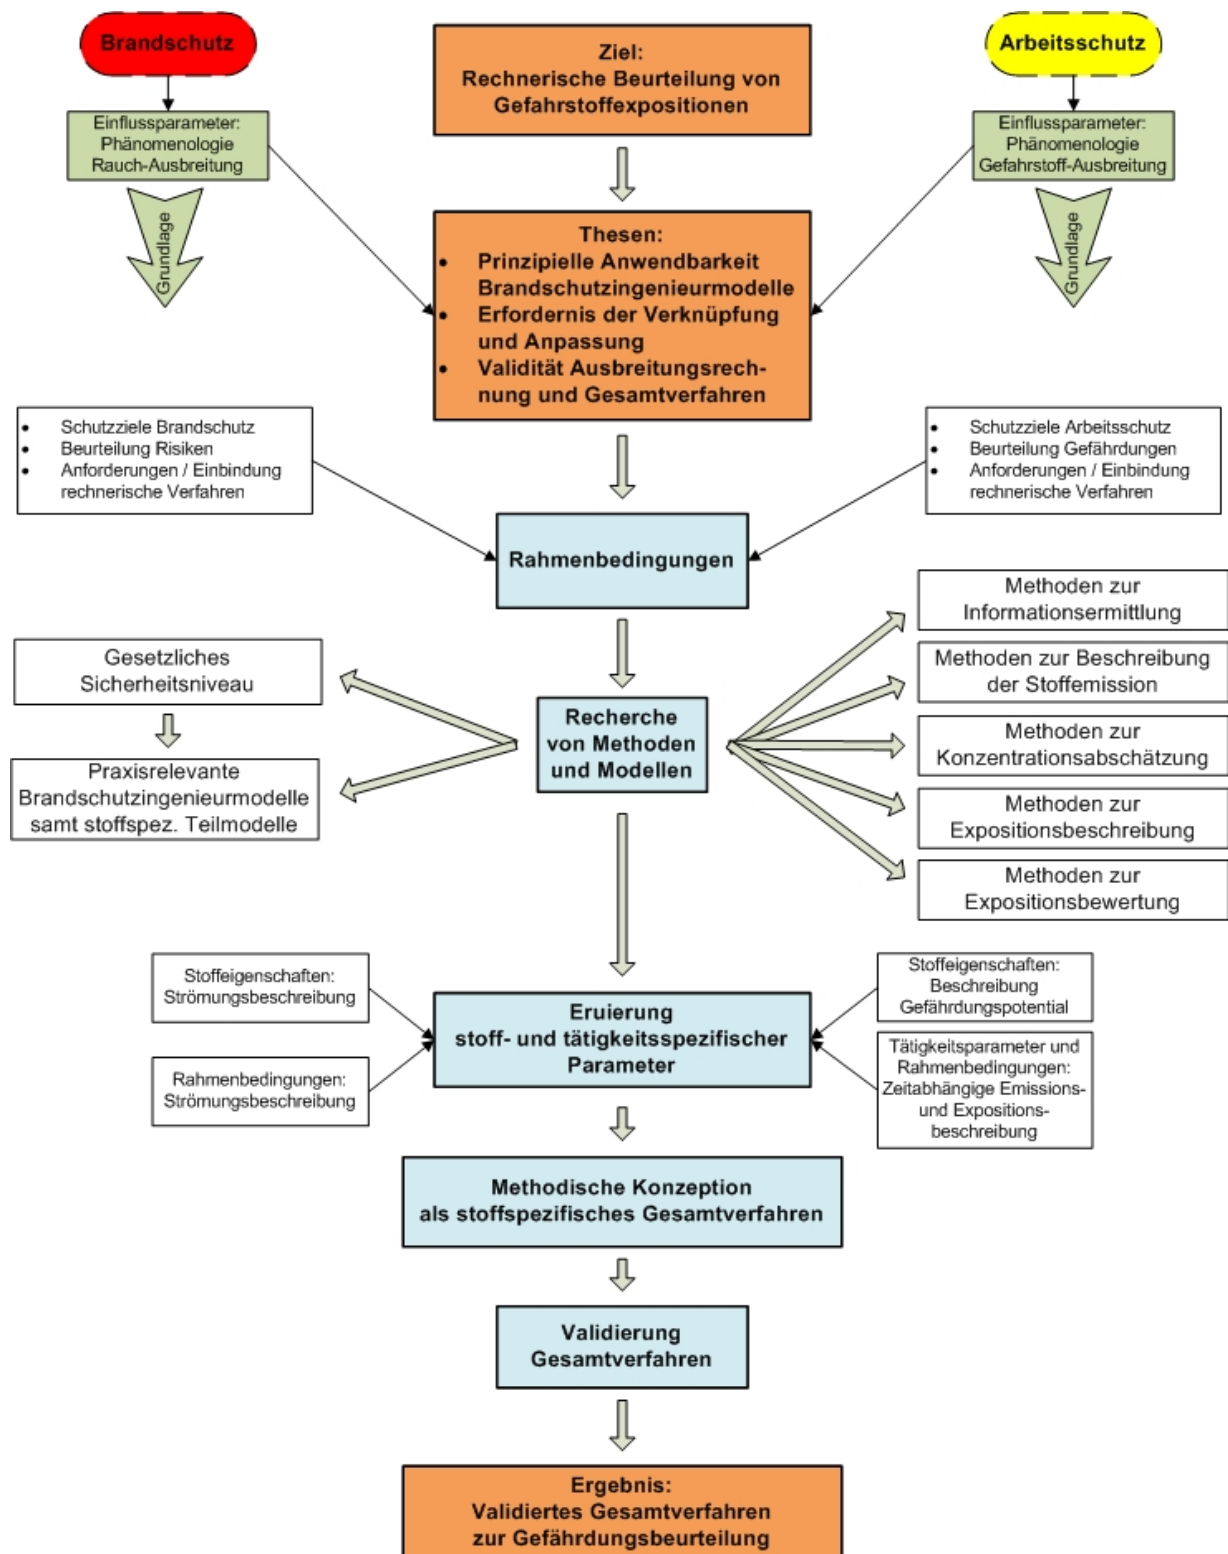 Brandschutz
Ziel:
Rechnerische Beurteilung von
Gefahrstoffexpositionen
Arbeitsschutz
Einflussparameter:
Phänomenologie
Rauch-Ausbreitung
Einflussparameter:
Phänomenologie
Gefahrstoff-Ausbreitung
Grundlage
Thesen:
• Prinzipielle Anwendbarkeit
Brandschutzingenieurmodelle
• Erfordernis der Verknüpfung
und Anpassung
• Validität Ausbreitungsrech-
nung und Gesamtverfahren
Grundlage
• Schutzziele Brandschutz
• Beurteilung Risiken
• Anforderungen / Einbindung
rechnerische Verfahren
• Schutzziele Arbeitsschutz
• Beurteilung Gefährdungen
• Anforderungen / Einbindung
rechnerische Verfahren
Rahmenbedingungen
Gesetzliches
Sicherheitsniveau
Praxisrelevante
Brandschutzingenieurmodelle
samt stoffspez. Teilmodelle
Recherche
von Methoden
und Modellen
Methoden zur
Informationsermittlung
Methoden zur Beschreibung
der Stoffemission
Methoden zur
Konzentrationsabschätzung
Methoden zur
Expositionsbeschreibung
Methoden zur
Expositionsbewertung
Stoffeigenschaften:
Strömungsbeschreibung
Rahmenbedingungen:
Strömungsbeschreibung
Eruierung
stoff- und tätigkeitsspezifischer
Parameter
Stoffeigenschaften:
Beschreibung
Gefährdungspotential
Tätigkeitsparameter und
Rahmenbedingungen:
Zeitabhängige Emissions-
und Expositions-
beschreibung
Methodische Konzeption
als stoffspezifisches Gesamtverfahren
Validierung
Gesamtverfahren
Ergebnis:
Validiertes Gesamtverfahren
zur Gefährdungsbeurteilung